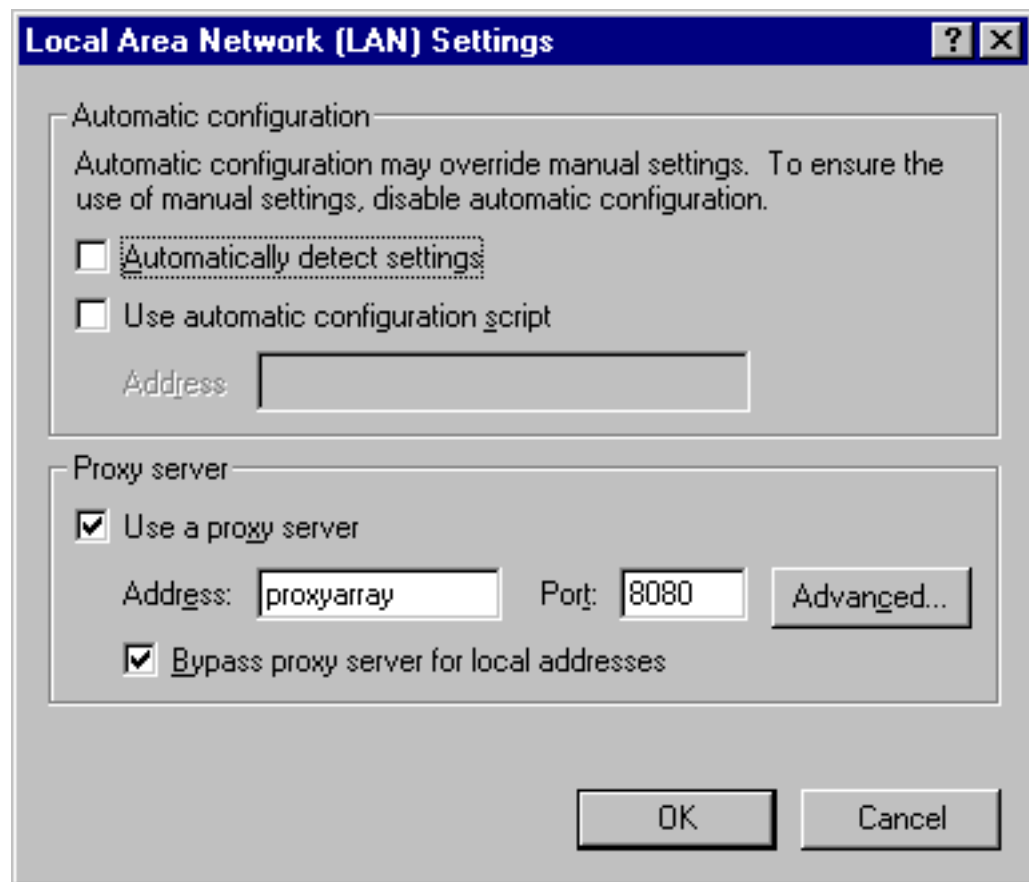 Local Area Network (LAN) Settings ? X
Automatic configuration
Automatic configuration may override manual settings.  To ensure the
use of manual settings, disable automatic configuration.
Automatically detect settings
Use automatic configuration script
Address
Proxy server
Use a proxy server
Address: proxyarray Port: 8080 Advanced...
Bypass proxy server for local addresses
OK Cancel